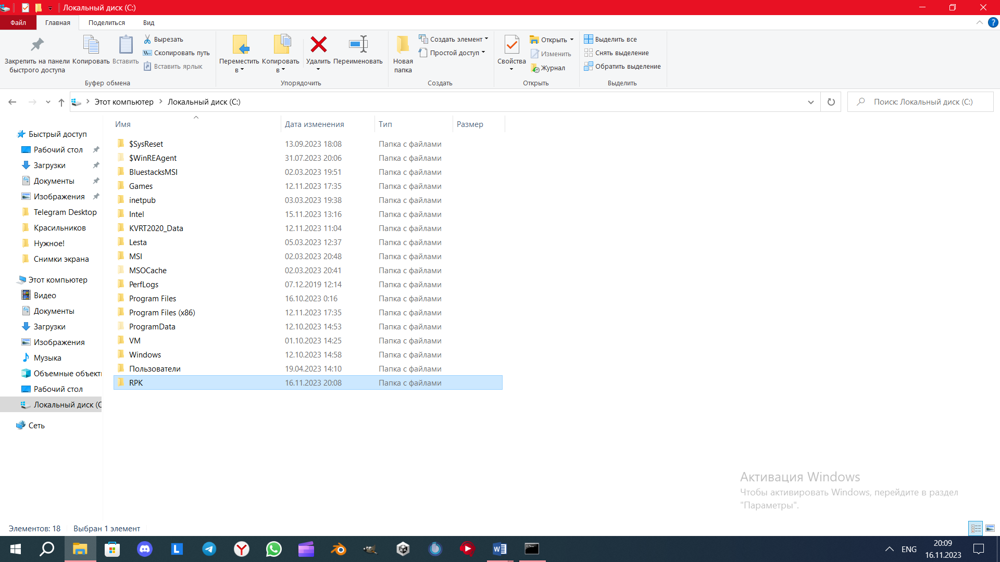 Локальный диск (C:)
Файл Главная Поделиться Вид
Закрепить на панели быстрого доступа Копировать Вставить
Вырезать
Скопировать путь
Вставить ярлык
Буфер обмена
Переместить в Копировать в Удалить Переименовать
Упорядочить
Новая папка
Создать элемент
Простой доступ
Создать
Свойства
Открыть
Изменить
Журнал
Открыть
Выделить все
Снять выделение
Обратить выделение
Выделить
Этот компьютер Локальный диск (C:)
Поиск: Локальный диск (C:)
Быстрый доступ
Рабочий стол
Загрузки
Документы
Изображения
Telegram Desktop
Красильников
Нужное!
Снимки экрана
Этот компьютер
Видео
Документы
Загрузки
Изображения
Музыка
Объемные объект
Рабочий стол
Локальный диск (C
Сеть
Имя Дата изменения Тип Размер
$SysReset 13.09.2023 18:08 Папка с файлами
$WinREAgent 31.07.2023 20:06 Папка с файлами
BluestacksMSI 02.03.2023 19:51 Папка с файлами
Games 12.11.2023 17:35 Папка с файлами
inetpub 03.03.2023 19:38 Папка с файлами
Intel 15.11.2023 13:16 Папка с файлами
KVRT2020_Data 12.11.2023 11:04 Папка с файлами
Lesta 05.03.2023 12:37 Папка с файлами
MSI 02.03.2023 20:48 Папка с файлами
MSOCache 02.03.2023 20:41 Папка с файлами
PerfLogs 07.12.2019 12:14 Папка с файлами
Program Files 16.10.2023 0:16 Папка с файлами
Program Files (x86) 12.11.2023 17:35 Папка с файлами
ProgramData 12.10.2023 14:53 Папка с файлами
VM 01.10.2023 14:25 Папка с файлами
Windows 12.10.2023 14:58 Папка с файлами
Пользователи 19.04.2023 14:10 Папка с файлами
RPK 16.11.2023 20:08 Папка с файлами
Активация Windows
Чтобы активировать Windows, перейдите в раздел
"Параметры".
Элементов: 18 Выбран 1 элемент
ENG
20:09
16.11.2023